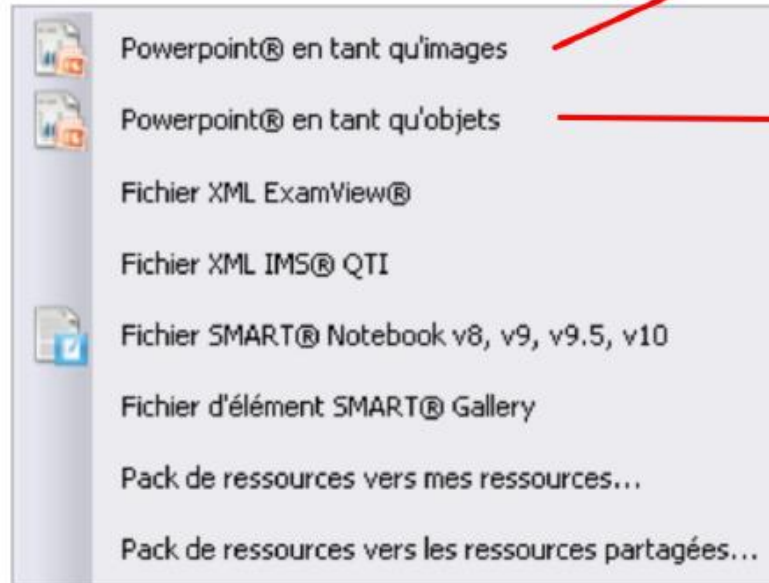 Powerpoint® en tant qu'images
Powerpoint® en tant qu'objets
Fichier XML ExamView®
Fichier XML IMS® QTI
Fichier SMART® Notebook v8, v9, v9.5, v10
Fichier d'élément SMART® Gallery
Pack de ressources vers mes ressources...
Pack de ressources vers les ressources partagées...